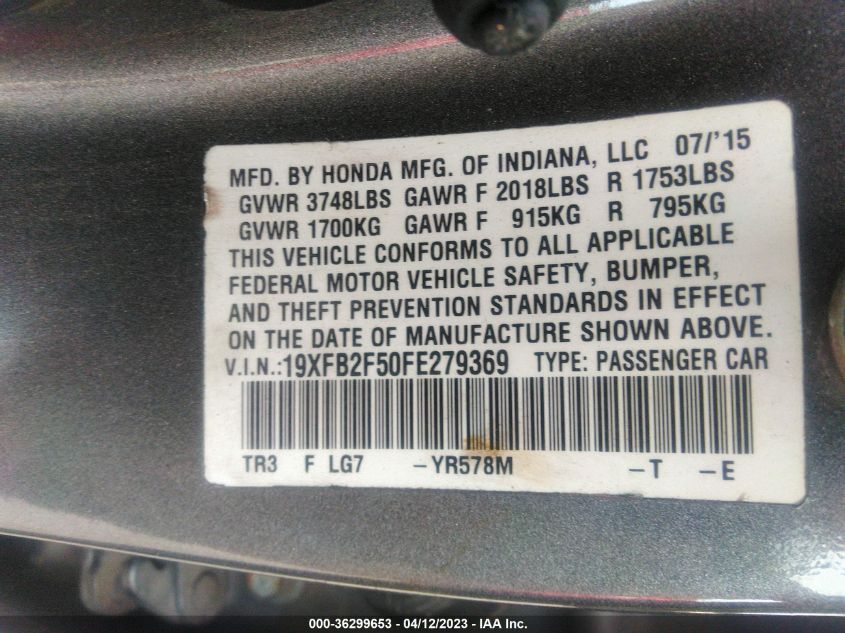 MFD. BY HONDA MFG. OF INDIANA, LLC 07/'15
GVWR 3748LBS GAWR F 2018LBS R 1753LBS
GVWR 1700KG GAWR F 915KG R 795KG
THIS VEHICLE CONFORMS TO ALL APPLICABLE
FEDERAL MOTOR VEHICLE SAFETY, BUMPER,
AND THEFT PREVENTION STANDARDS IN EFFECT
ON THE DATE OF MANUFACTURE SHOWN ABOVE.
V.I.N.:19XFB2F50FE279369 TYPE: PASSENGER CAR
TR3 F LG7 -YR578M -T -E
000-36299653 - 04/12/2023 - IAA Inc.